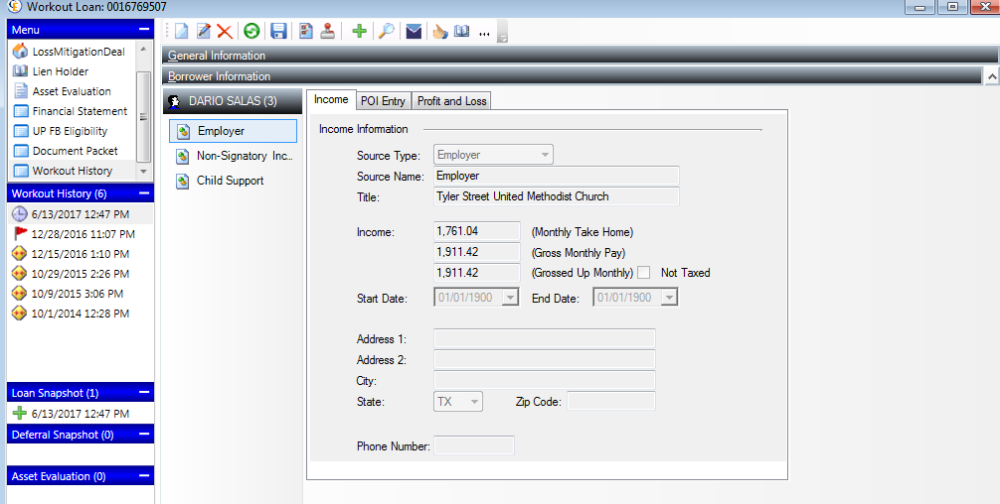 Workout Loan: 0016769507
Menu
LossMitigationDeal
Lien Holder
Asset Evaluation
Financial Statement
UP FB Eligibility
Document Packet
Workout History
Workout History (6)
6/13/2017 12:47 PM
12/28/2016 11:07 PM
12/15/2016 1:10 PM
10/29/2015 2:26 PM
10/9/2015 3:06 PM
10/1/2014 12:28 PM
Loan Snapshot (1)
6/13/2017 12:47 PM
Deferral Snapshot (0)
Asset Evaluation (0)
General Information
Borrower Information
DARIO SALAS (3)
Employer
Non-Signatory Inc...
Child Support
Income POI Entry Profit and Loss
Income Information
Source Type: Employer
Source Name: Employer
Title: Tyler Street United Methodist Church
Income: 1,761.04 (Monthly Take Home)
1,911.42 (Gross Monthly Pay)
1,911.42 (Grossed Up Monthly) Not Taxed
Start Date: 01/01/1900 End Date: 01/01/1900
Address 1:
Address 2:
City:
State: TX Zip Code:
Phone Number: